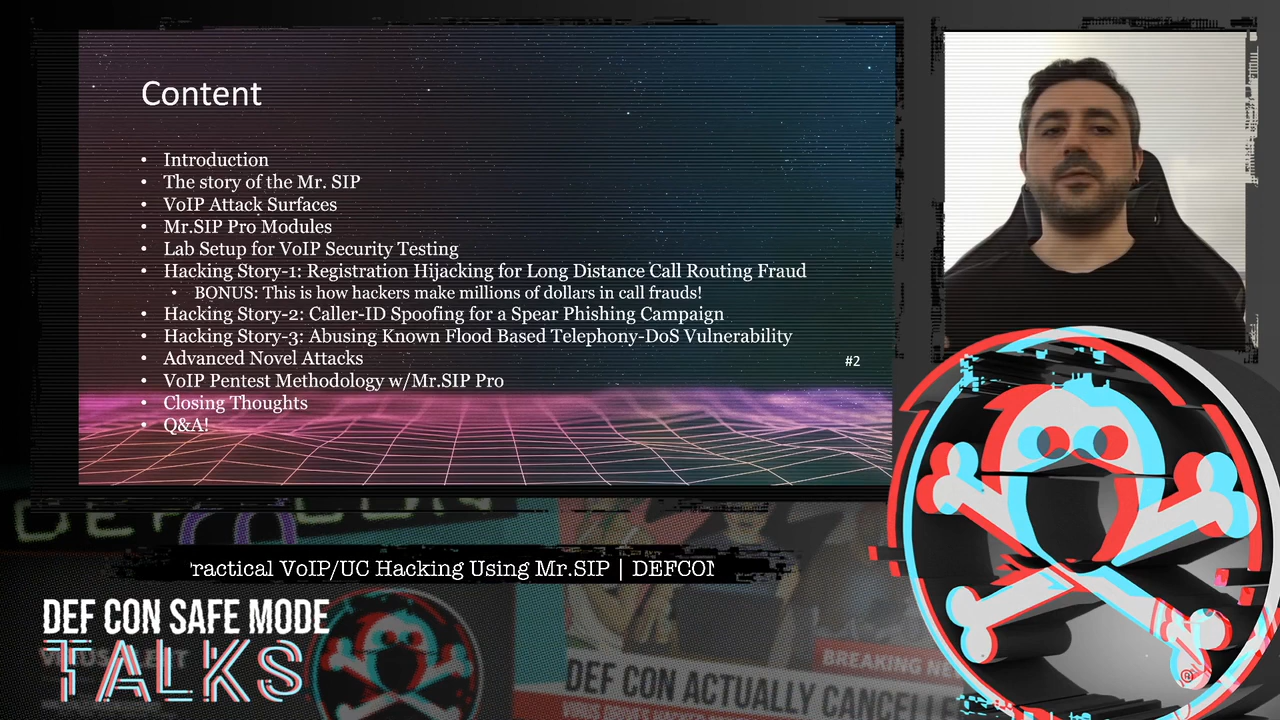 Content
• Introduction
• The story of the Mr. SIP
• VoIP Attack Surfaces
• Mr.SIP Pro Modules
• Lab Setup for VoIP Security Testing
• Hacking Story-1: Registration Hijacking for Long Distance Call Routing Fraud
• BONUS: This is how hackers make millions of dollars in call frauds!
• Hacking Story-2: Caller-ID Spoofing for a Spear Phishing Campaign
• Hacking Story-3: Abusing Known Flood Based Telephony-DoS Vulnerability
• Advanced Novel Attacks
#2
• VoIP Pentest Methodology w/Mr.SIP Pro
• Closing Thoughts
• Q&A!
DEF CON
ractical VoIP/UC Hacking Using Mr.SIP | DEFCON
DEF CON SAFE MODE
TALKS
BREAKING NE
DEF CON ACTUALLY CANCELLE
®